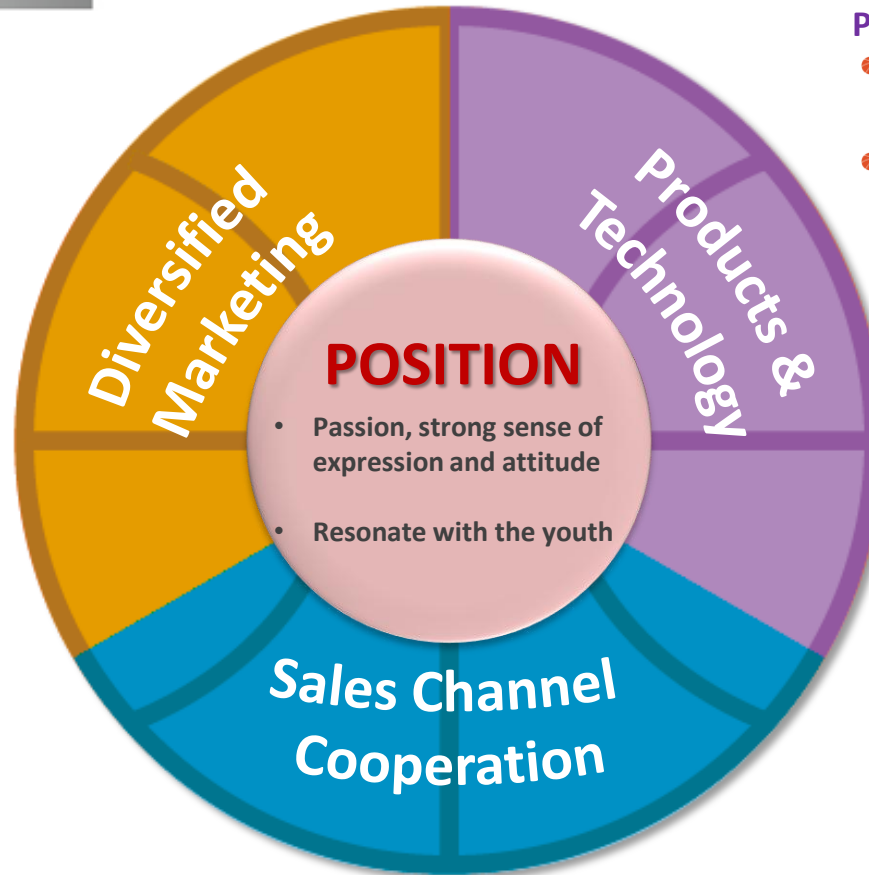 P
Diversified
Marketing
Products &
Technology
POSITION
• Passion, strong sense of
expression and attitude
• Resonate with the youth
Sales Channel
Cooperation